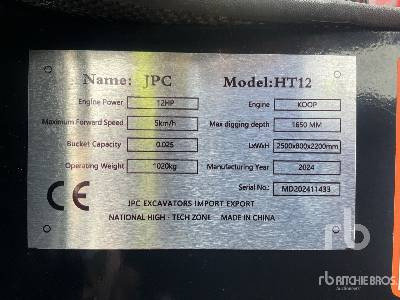 Name: JPC Model: HT12
Engine Power 12HP Engine KOOP
Maximum Forward Speed 5km/h Max digging depth 1650 MM
Bucket Capacity 0.025 LxWxH 2500x800x2200mm
Operating Weight 1020kg Manufacturing Year 2024
Serial No.: MD202411433
CE
JPC EXCAVATORS IMPORT EXPORT
NATIONAL HIGH - TECH ZONE MADE IN CHINA
rb
rb RITCHIE BROS.
Auctioneers